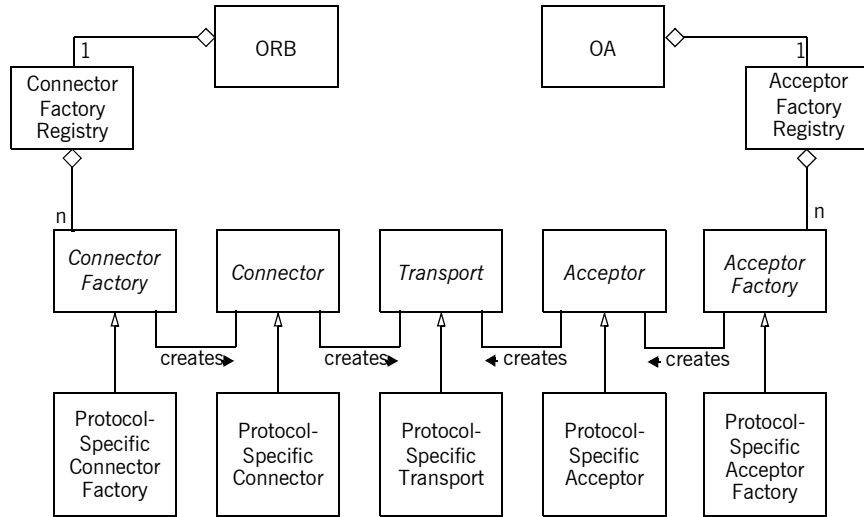 ORB
OA
1
1
Connector
Factory
Registry
Acceptor
Factory
Registry
n
n
Connector
Factory
Connector
Transport
Acceptor
Acceptor
Factory
creates
creates
creates
creates
Protocol-
Specific
Connector
Factory
Protocol-
Specific
Connector
Protocol-
Specific
Transport
Protocol-
Specific
Acceptor
Protocol-
Specific
Acceptor
Factory